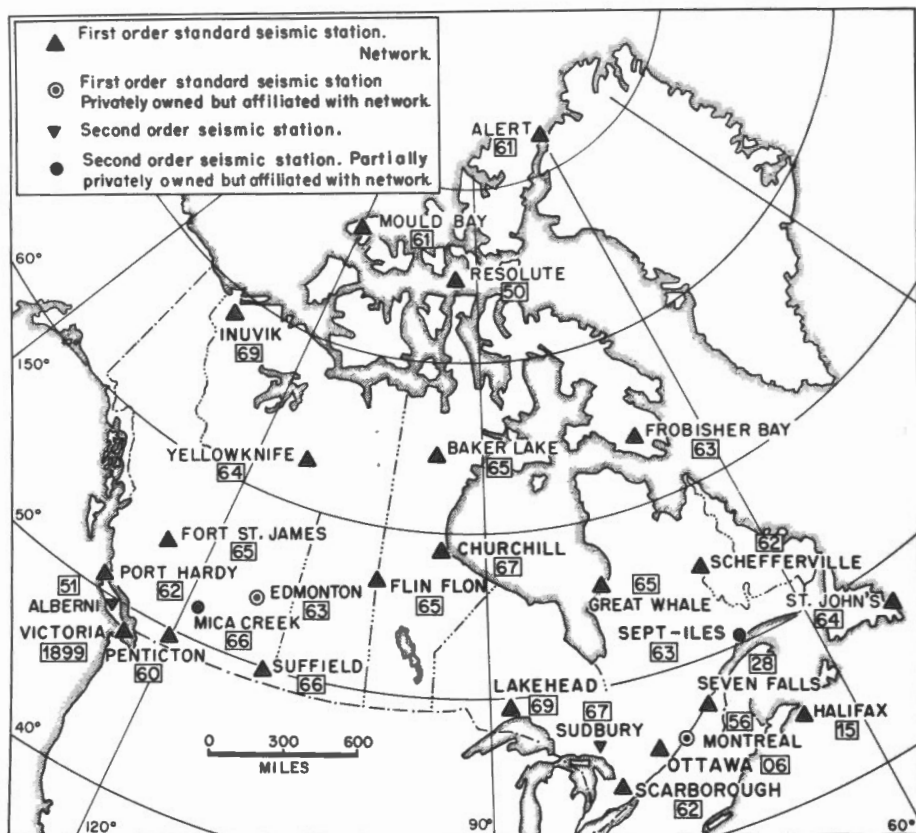 First order standard seismic station.
Network.
First order standard seismic station
Privately owned but affiliated with network.
Second order seismic station.
Second order seismic station. Partially
privately owned but affiliated with network.
ALERT
61
MOULD BAY
61
RESOLUTE
50
60°
INUVIK
69
150°
FROBISHER BAY
63
YELLOWKNIFE
64
BAKER LAKE
65
50°
FORT ST. JAMES
65
62
CHURCHILL
67
SCHEFFERVILLE
PORT HARDY
62
51
ALBERNI
EDMONTON
63
FLIN FLON
65
65
GREAT WHALE
ST. JOHN'S
64
MICA CREEK
66
VICTORIA
1899
PENTICTON
60
SEPT-ILES
63
SUFFIELD
66
28
SEVEN FALLS
LAKEHEAD
69
67
SUDBURY
HALIFAX
15
56
MONTREAL
40°
0 300 600
MILES
OTTAWA
06
SCARBOROUGH
62
120°
90°
60°